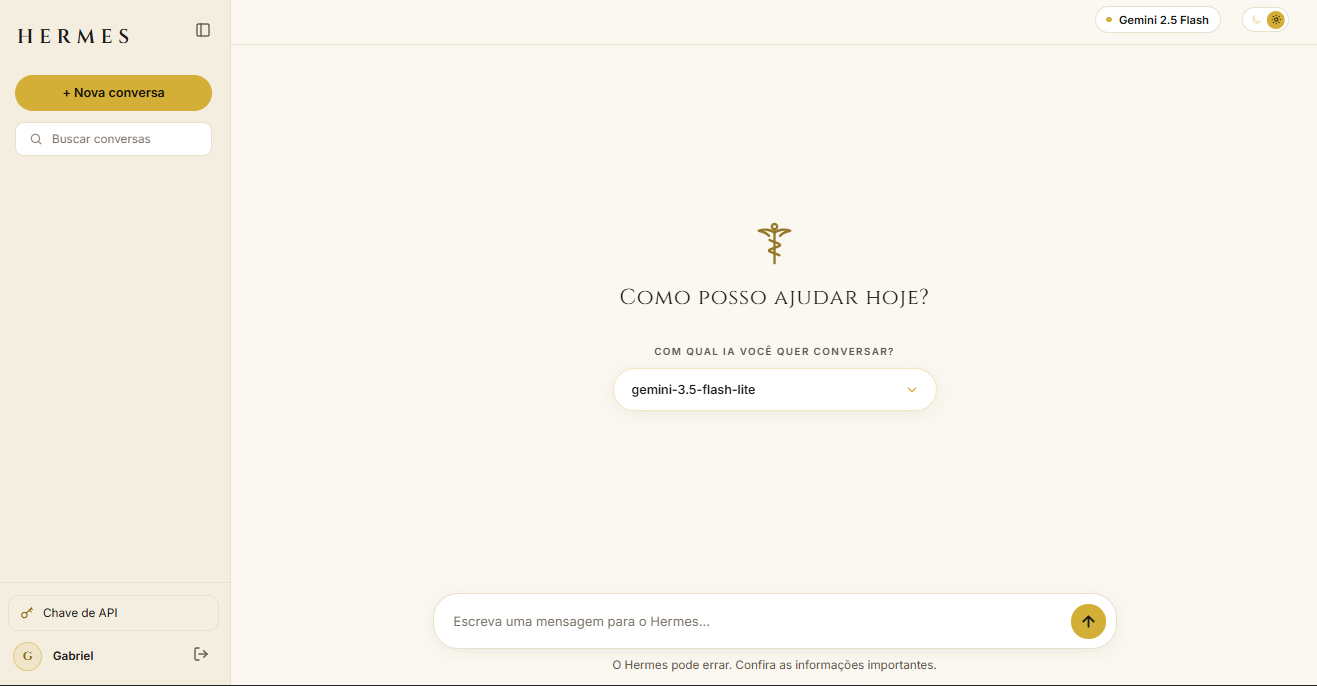 HERMES
+ Nova conversa
Buscar conversas
Chave de API
G
Gabriel
Gemini 2.5 Flash
Como posso ajudar hoje?
COM QUAL IA VOCÊ QUER CONVERSAR?
gemini-3.5-flash-lite
Escreva uma mensagem para o Hermes...
O Hermes pode errar. Confira as informações importantes.